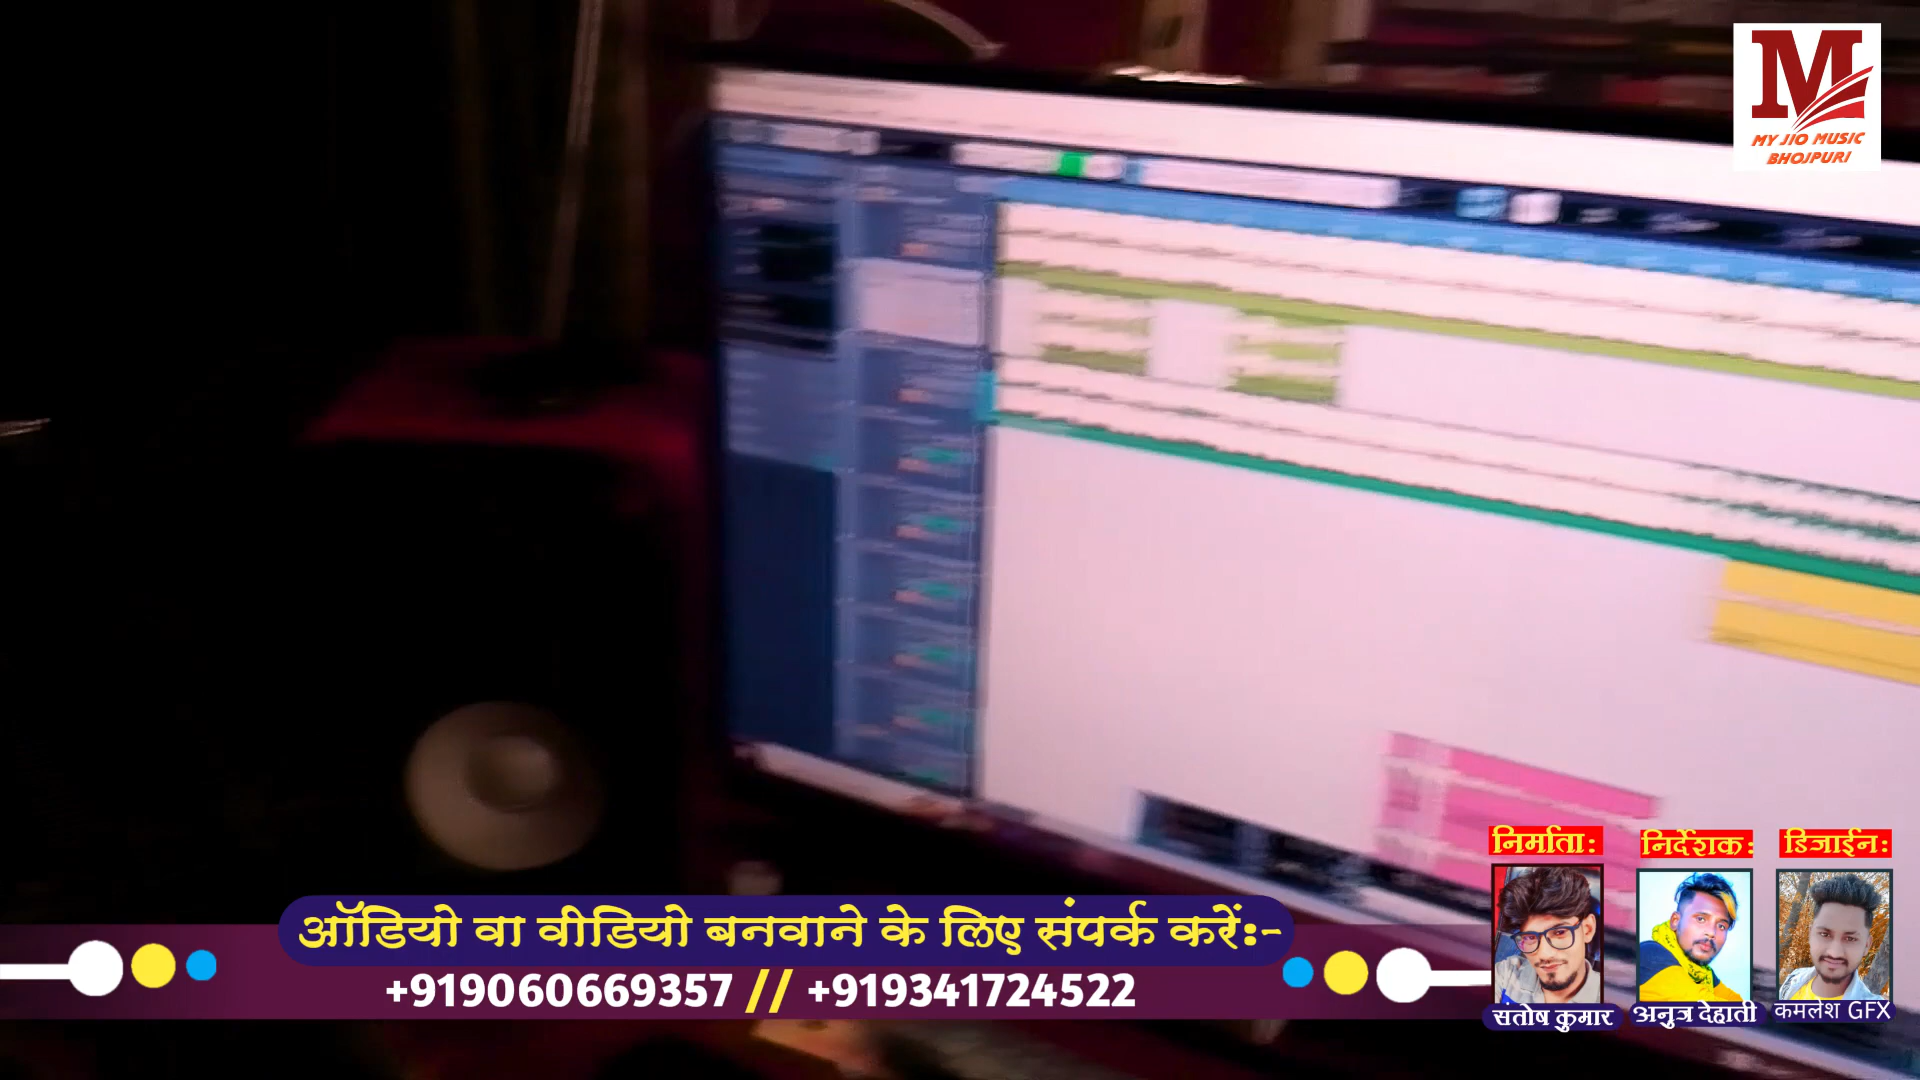 MY JIO MUSIC
BHOJPURI
निर्माता:
निर्देशक:
डिजाईन:
ऑडियो वा वीडियो बनवाने के लिए संपर्क करें:-
+919060669357 // +919341724522
संतोष कुमार
अनुज देहाती
कमलेश GFX